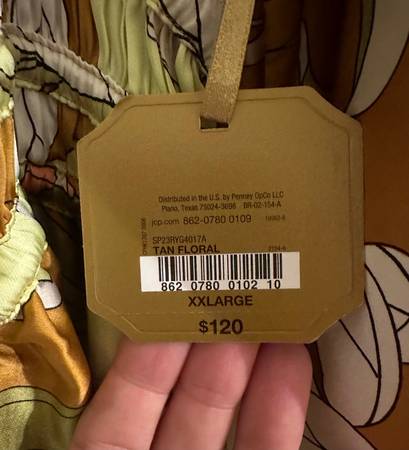 Distributed in the U.S. by Penney OpCo LLC
Plano, Texas 75024-3698 BR-02-154-A
jcp.com 862-0780 0109
SP23RYG4017A
TAN FLORAL
862 0780 0102 10
XXLARGE
$120